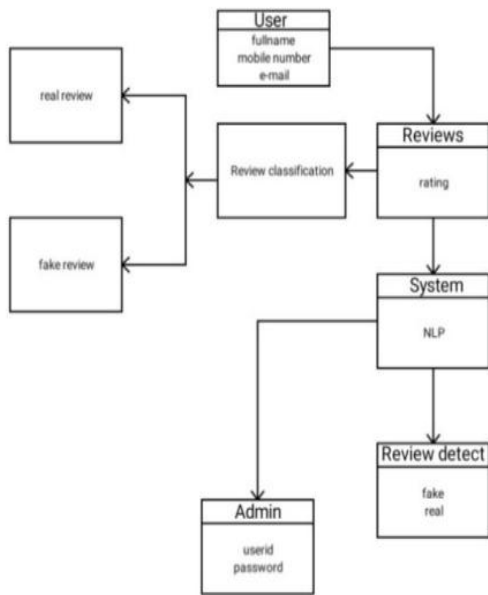 User
fullname
mobile number
e-mail
real review
Reviews
rating
Review classification
fake review
System
NLP
Review detect
fake
real
Admin
userid
password